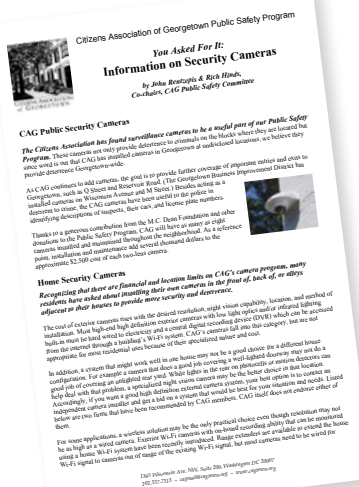 Citizens Association of Georgetown Public Safety Program
You Asked For It:
Information on Security Cameras
by John Rentzepis & Rich Hinds,
Co-chairs, CAG Public Safety Committee
CAG Public Security Cameras
The Citizens Association has found surveillance cameras to be a useful part of our Public Safety
Program. These cameras not only provide deterrence to criminals on the blocks where they are located but
since word is out that CAG has installed cameras in Georgetown at undisclosed locations, we believe they
provide deterrence Georgetown-wide.
As CAG continues to add cameras, the goal is to provide further coverage of important entries and exits to
Georgetown, such as Q Street and Reservoir Road. (The Georgetown Business Improvement District has
installed cameras on Wisconsin Avenue and M Street.) Besides acting as a
deterrent to crime, the CAG cameras have been useful to the police in
identifying descriptions of suspects, their cars, and license plate numbers.
Thanks to a generous contribution from the M.C. Dean Foundation and other
donations to the Public Safety Program, CAG will have as many as eight
cameras installed and maintained throughout the neighborhood. As a reference
point, installation and maintenance add several thousand dollars to the
approximate $2,500 cost of each two-lens camera.
Home Security Cameras
Recognizing that there are financial and location limits on CAG's camera program, many
residents have asked about installing their own cameras in the front of, back of, or alleys
adjacent to their houses to provide more security and deterrence.
The cost of exterior cameras rises with the desired resolution, night vision capability, location, and method of
installation. Most high-end high definition exterior cameras with low light optics and/or infrared lighting
built-in must be hard wired to electricity and a central digital recording device (DVR) which can be accessed
from the internet through a building's Wi-Fi system. CAG's cameras fall into this category, but are not
appropriate for most residential uses because of their specialized nature and cost.
In addition, a system that might work well in one house may not be a good choice for a different house
configuration. For example a camera that does a good job covering a well-lighted doorway may not do a
good job of covering an unlighted rear yard. While lights in the rear on photocells or motion detectors can
help deal with that problem, a specialized night vision camera may be the better choice in that location.
Accordingly, if you want a good high definition external camera system, your best option is to contact an
independent camera installer and get a bid on a system that would be best for your situation and needs. Listed
below are two firms that have been recommended by CAG members. CAG itself does not endorse either of
For some applications, a wireless solution may be the only practical choice even though resolution may not
be as high as a wired camera. Exterior Wi-Fi cameras with on-board recording ability that can be monitored
using a home Wi-Fi system have been recently introduced. Range extenders are available to extend the house
Wi-Fi signal to cameras out of range of the existing Wi-Fi signal, but most cameras need to be wired for
1365 Wisconsin Ave. NW, Suite 200, Washington DC 20007
202.337.7313